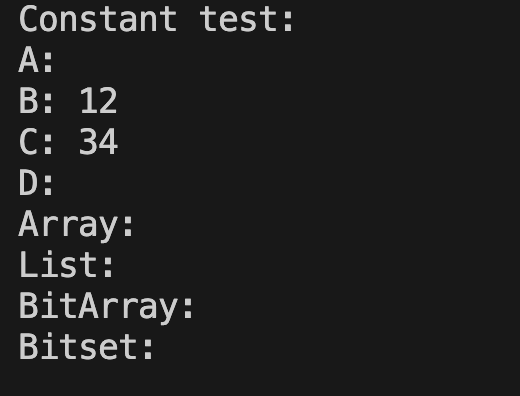 Constant test:
A:
B: 12
C: 34
D:
Array:
List:
BitArray:
Bitset: